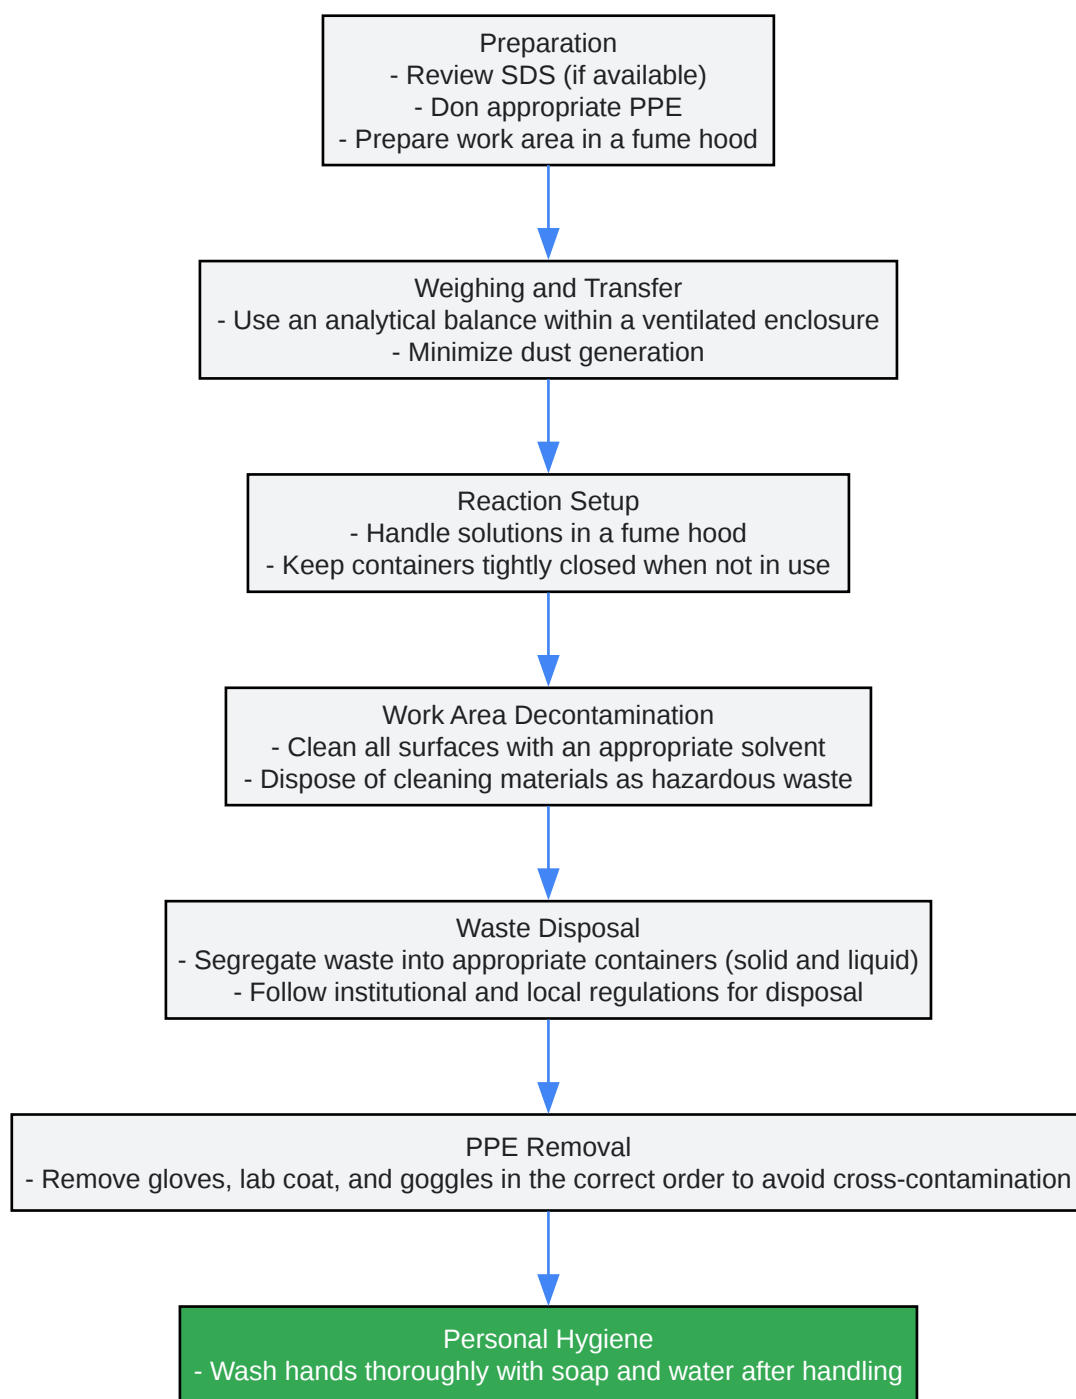 Preparation
- Review SDS (if available)
- Don appropriate PPE
- Prepare work area in a fume hood
Weighing and Transfer
- Use an analytical balance within a ventilated enclosure
- Minimize dust generation
Reaction Setup
- Handle solutions in a fume hood
- Keep containers tightly closed when not in use
Work Area Decontamination
- Clean all surfaces with an appropriate solvent
- Dispose of cleaning materials as hazardous waste
Waste Disposal
- Segregate waste into appropriate containers (solid and liquid)
- Follow institutional and local regulations for disposal
PPE Removal
- Remove gloves, lab coat, and goggles in the correct order to avoid cross-contamination
Personal Hygiene
- Wash hands thoroughly with soap and water after handling